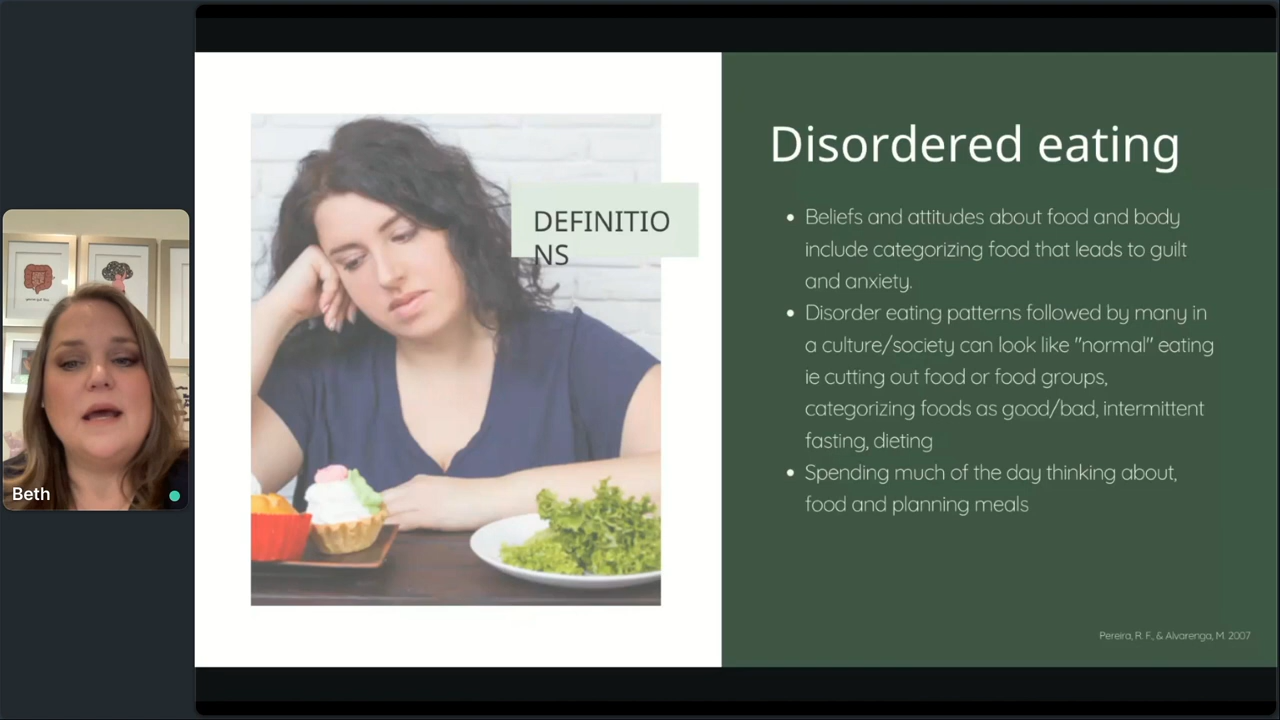 DEFINITIO
NS
Disordered eating
• Beliefs and attitudes about food and body
include categorizing food that leads to guilt
and anxiety.
• Disorder eating patterns followed by many in
a culture/society can look like "normal" eating
ie cutting out food or food groups,
categorizing foods as good/bad, intermittent
fasting, dieting
• Spending much of the day thinking about,
food and planning meals
Pereira, R. F., & Alvarenga, M. 2007
Beth